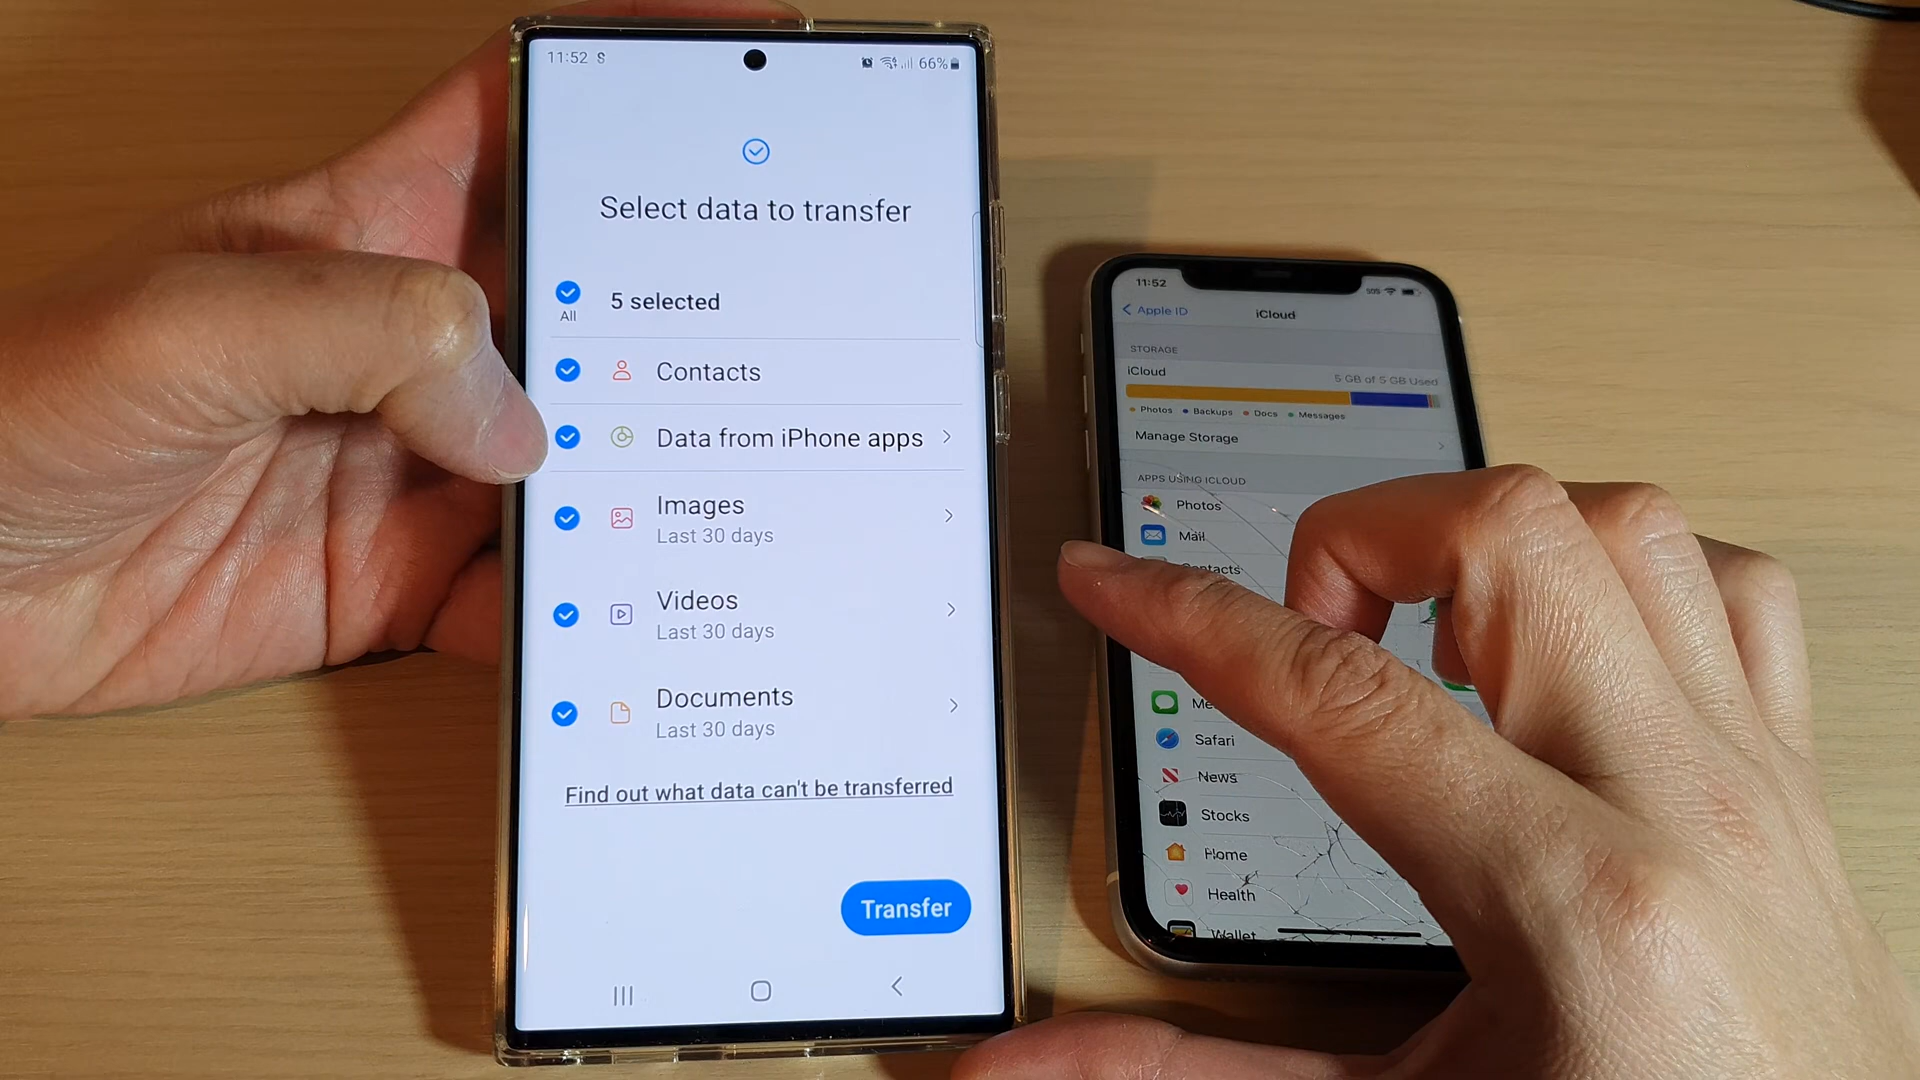 11:52
66%
Select data to transfer
All
5 selected
Contacts
Data from iPhone apps
Images
Last 30 days
Videos
Last 30 days
Documents
Last 30 days
Find out what data can't be transferred
Transfer
11:52
SOS
Apple ID
iCloud
STORAGE
iCloud
5 GB of 5 GB Used
Photos
Backups
Docs
Messages
Manage Storage
APPS USING ICLOUD
Photos
Mail
Contacts
Me
Safari
News
Stocks
Home
Health
Wallet